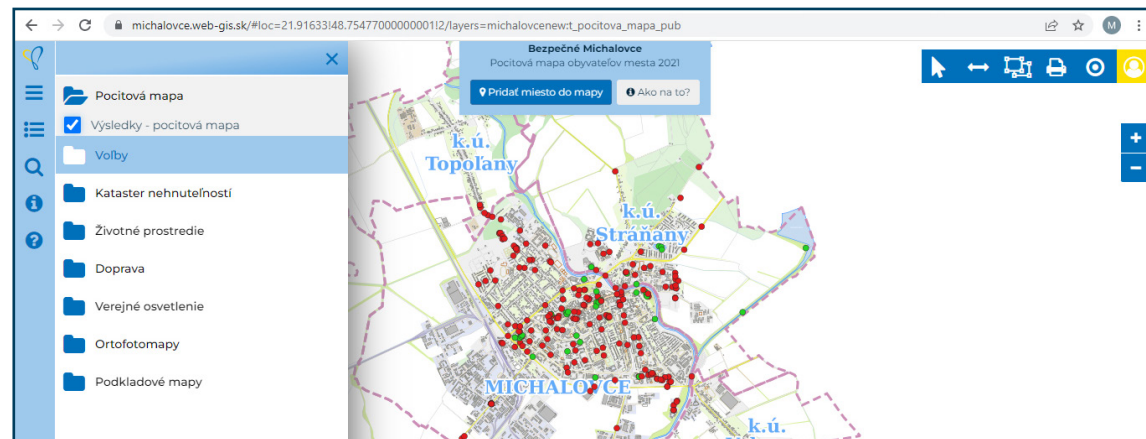 michalovce.web-gis.sk/#loc=21.91633|48.75477000000001!2/layers=michalovcenew:t_pocitova_mapa_pub
M
Bezpečné Michalovce
Pocitová mapa obyvateľov mesta 2021
Pridať miesto do mapy
Ako na to?
Pocitová mapa
Výsledky - pocitová mapa
Voľby
Kataster nehnuteľností
Životné prostredie
Doprava
Verejné osvetlenie
Ortofotomapy
Podkladové mapy
k.ú.
Topoľany
k.ú.
Stráňany
MICHALOVCE
k.ú.